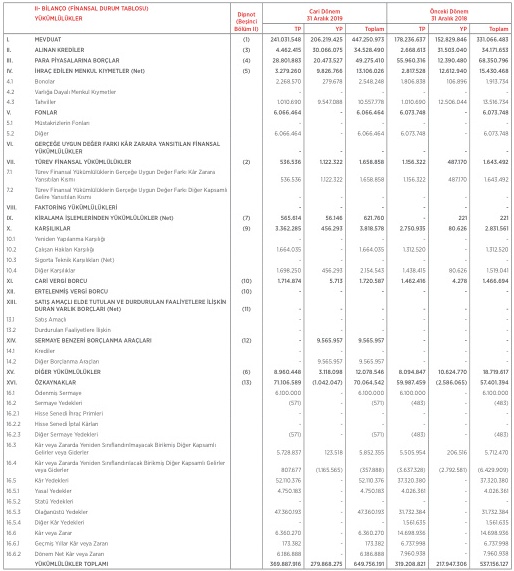 II- BİLANÇO (FİNANSAL DURUM TABLOSU) Dipnot Cari Dönem Önceki Dönem
YÜKÜMLÜLÜKLER (Beşinci 31 Aralık 2019 31 Aralık 2018
Bölüm II) TP YP Toplam TP YP Toplam
I. MEVDUAT (1) 241.031.548 206.219.425 447.250.973 178.236.637 152.829.846 331.066.483
II. ALINAN KREDİLER (3) 4.462.415 30.066.075 34.528.490 2.668.613 31.503.040 34.171.653
III. PARA PİYASALARINA BORÇLAR (4) 28.801.883 20.473.527 49.275.410 55.960.316 12.390.480 68.350.796
IV. İHRAÇ EDİLEN MENKUL KIYMETLER (Net) (5) 3.279.260 9.826.766 13.106.026 2.817.528 12.612.940 15.430.468
4.1 Bonolar 2.268.570 279.678 2.548.248 1.806.838 106.896 1.913.734
4.2 Varlığa Dayalı Menkul Kıymetler - - - - - -
4.3 Tahviller 1.010.690 9.547.088 10.557.778 1.010.690 12.506.044 13.516.734
V. FONLAR 6.066.464 - 6.066.464 6.073.748 - 6.073.748
5.1 Müstakrizlerin Fonları - - - - - -
5.2 Diğer 6.066.464 - 6.066.464 6.073.748 - 6.073.748
VI. GERÇEĞE UYGUN DEĞER FARKI KÂR ZARARA YANSITILAN FİNANSAL
YÜKÜMLÜLÜKLER - - - - - -
VII. TÜREV FİNANSAL YÜKÜMLÜLÜKLER (2) 536.536 1.122.322 1.658.858 1.156.322 487.170 1.643.492
7.1 Türev Finansal Yükümlülüklerin Gerçeğe Uygun Değer Farkı Kâr Zarara
Yansıtılan Kısmı 536.536 1.122.322 1.658.858 1.156.322 487.170 1.643.492
7.2 Türev Finansal Yükümlülüklerin Gerçeğe Uygun Değer Farkı Diğer Kapsamlı
Gelire Yansıtılan Kısmı - - - - - -
VIII. FAKTORİNG YÜKÜMLÜLÜKLERİ - - - - - -
IX. KİRALAMA İŞLEMLERİNDEN YÜKÜMLÜLÜKLER (Net) (7) 565.614 56.146 621.760 - 221 221
X. KARŞILIKLAR (9) 3.362.285 456.293 3.818.578 2.750.935 80.626 2.831.561
10.1 Yeniden Yapılanma Karşılığı - - - - - -
10.2 Çalışan Hakları Karşılığı 1.664.035 - 1.664.035 1.312.520 - 1.312.520
10.3 Sigorta Teknik Karşılıkları (Net) - - - - - -
10.4 Diğer Karşılıklar 1.698.250 456.293 2.154.543 1.438.415 80.626 1.519.041
XI. CARİ VERGİ BORCU (10) 1.714.874 5.713 1.720.587 1.462.416 4.278 1.466.694
XII. ERTELENMİŞ VERGİ BORCU (10) - - - - - -
XIII. SATIŞ AMAÇLI ELDE TUTULAN VE DURDURULAN FAALİYETLERE İLİŞKİN
DURAN VARLIK BORÇLARI (Net) (11) - - - - - -
13.1 Satış Amaçlı - - - - - -
13.2 Durdurulan Faaliyetlere İlişkin - - - - - -
XIV. SERMAYE BENZERİ BORÇLANMA ARAÇLARI (12) - 9.565.957 9.565.957 - - -
14.1 Krediler - - - - - -
14.2 Diğer Borçlanma Araçları - 9.565.957 9.565.957 - - -
XV. DİĞER YÜKÜMLÜLÜKLER (6) 8.960.448 3.118.098 12.078.546 8.094.847 10.624.770 18.719.617
XVI. ÖZKAYNAKLAR (13) 71.106.589 (1.042.047) 70.064.542 59.987.459 (2.586.065) 57.401.394
16.1 Ödenmiş Sermaye 6.100.000 - 6.100.000 6.100.000 - 6.100.000
16.2 Sermaye Yedekleri (571) - (571) (483) - (483)
16.2.1 Hisse Senedi İhraç Primleri - - - - - -
16.2.2 Hisse Senedi İptal Kârları - - - - - -
16.2.3 Diğer Sermaye Yedekleri (571) - (571) (483) - (483)
16.3 Kâr veya Zararda Yeniden Sınıflandırılmayacak Birikmiş Diğer Kapsamlı
Gelirler veya Giderler 5.728.837 123.518 5.852.355 5.505.954 206.516 5.712.470
16.4 Kâr veya Zararda Yeniden Sınıflandırılacak Birikmiş Diğer Kapsamlı Gelirler
veya Giderler 807.677 (1.165.565) (357.888) (3.637.328) (2.792.581) (6.429.909)
16.5 Kâr Yedekleri 52.110.376 - 52.110.376 37.320.380 - 37.320.380
16.5.1 Yasal Yedekler 4.750.183 - 4.750.183 4.026.361 - 4.026.361
16.5.2 Statü Yedekleri - - - - - -
16.5.3 Olağanüstü Yedekler 47.360.193 - 47.360.193 31.732.384 - 31.732.384
16.5.4 Diğer Kâr Yedekleri - - - 1.561.635 - 1.561.635
16.6 Kâr veya Zarar 6.360.270 - 6.360.270 14.698.936 - 14.698.936
16.6.1 Geçmiş Yıllar Kâr veya Zararı 173.382 - 173.382 6.737.998 - 6.737.998
16.6.2 Dönem Net Kâr veya Zararı 6.186.888 - 6.186.888 7.960.938 - 7.960.938
YÜKÜMLÜLÜKLER TOPLAMI 369.887.916 279.868.275 649.756.191 319.208.821 217.947.306 537.156.127